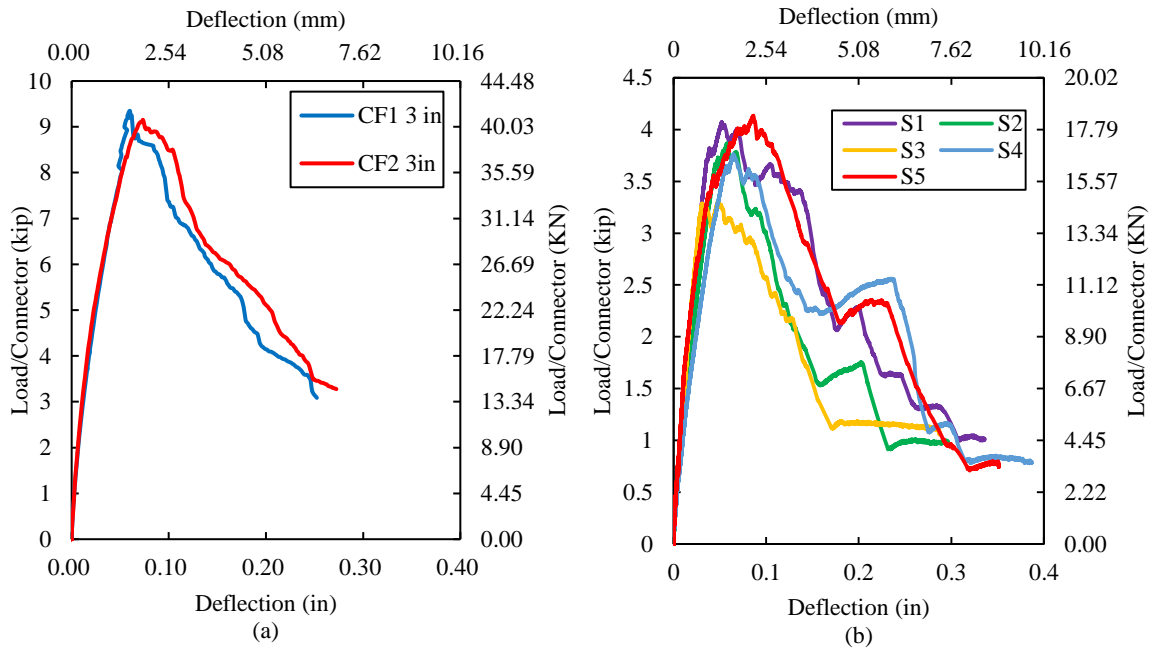 Deflection (mm)
0.00 2.54 5.08 7.62 10.16
10 44.48
9 40.03
8 35.59
7 31.14
6 26.69
5 22.24
4 17.79
3 13.34
2 8.90
1 4.45
0 0.00
Load/Connector (kip)
Load/Connector (KN)
CF1 3 in
CF2 3in
0.00 0.10 0.20 0.30 0.40
Deflection (in)
(a)
Deflection (mm)
0 2.54 5.08 7.62 10.16
4.5 20.02
4 17.79
3.5 15.57
3 13.34
2.5 11.12
2 8.90
1.5 6.67
1 4.45
0.5 2.22
0 0.00
Load/Connector (kip)
Load/Connector (KN)
S1 S2
S3 S4
S5
0 0.1 0.2 0.3 0.4
Deflection (in)
(b)